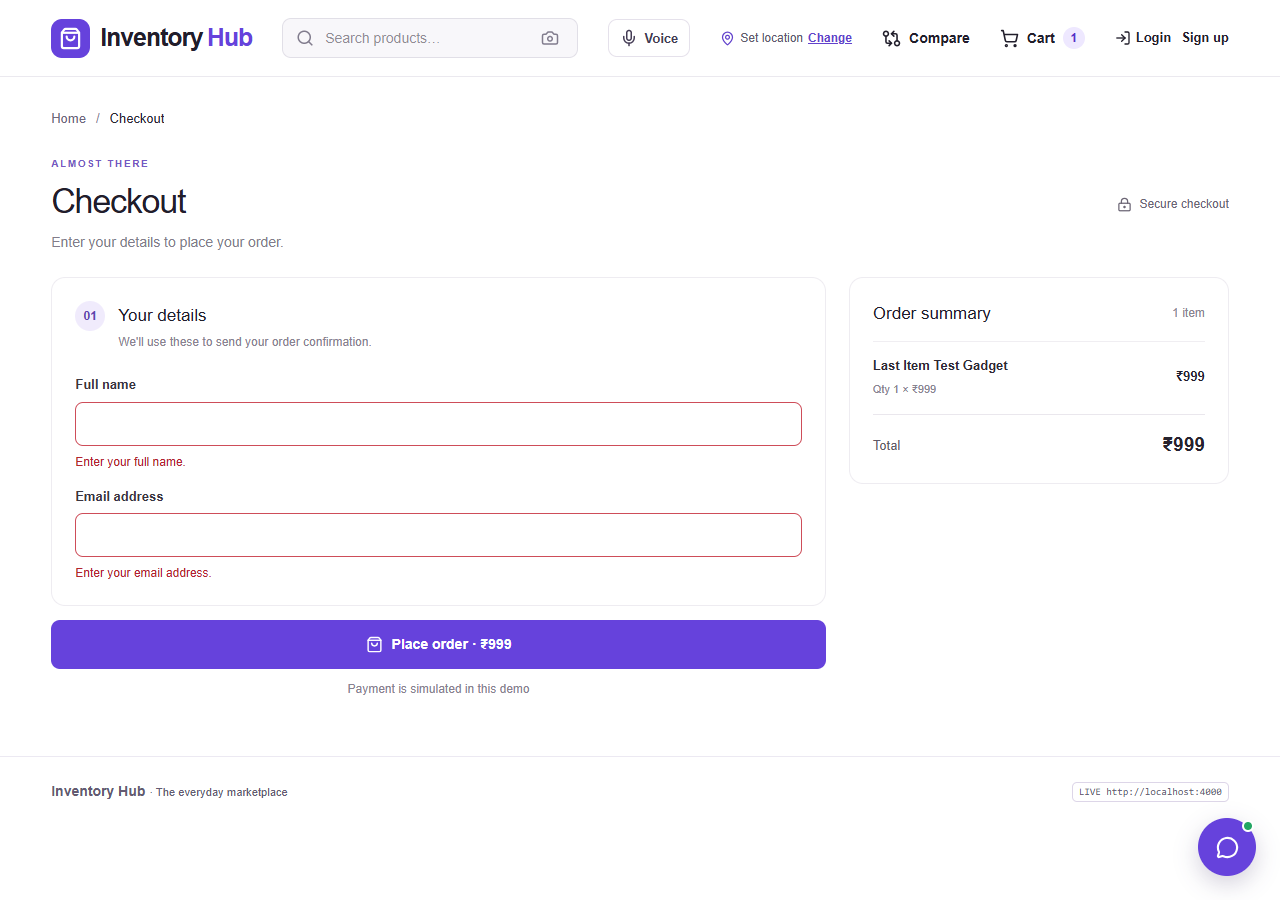 Inventory Hub
Search products...
Voice
Set location Change
Compare
Cart 1
Login Sign up
Home / Checkout
ALMOST THERE
Checkout
Secure checkout
Enter your details to place your order.
01 Your details
We'll use these to send your order confirmation.
Full name
Enter your full name.
Email address
Enter your email address.
Place order · ₹999
Payment is simulated in this demo
Order summary 1 item
Last Item Test Gadget
Qty 1 × ₹999
₹999
Total ₹999
Inventory Hub · The everyday marketplace
LIVE http://localhost:4000